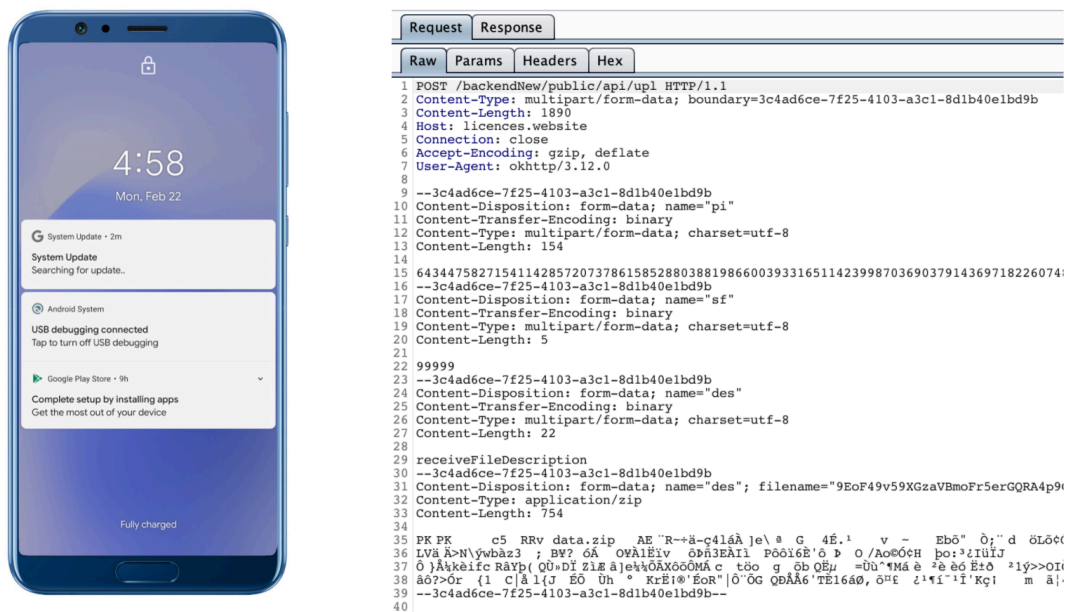 4:58
Mon, Feb 22
System Update • 2m
System Update
Searching for update..
Android System
USB debugging connected
Tap to turn off USB debugging
Google Play Store • 9h
Complete setup by installing apps
Get the most out of your device
Fully charged
Request Response
Raw Params Headers Hex
1 POST /backendNew/public/api/upl HTTP/1.1
2 Content-Type: multipart/form-data; boundary=3c4ad6ce-7f25-4103-a3c1-8d1b40e1bd9b
3 Content-Length: 1890
4 Host: licences.website
5 Connection: close
6 Accept-Encoding: gzip, deflate
7 User-Agent: okhttp/3.12.0
8
9 --3c4ad6ce-7f25-4103-a3c1-8d1b40e1bd9b
10 Content-Disposition: form-data; name="pi"
11 Content-Transfer-Encoding: binary
12 Content-Type: multipart/form-data; charset=utf-8
13 Content-Length: 154
14
15 64344758271541142857207378615852880388198660039331651142399870369037914369718226074
16 --3c4ad6ce-7f25-4103-a3c1-8d1b40e1bd9b
17 Content-Disposition: form-data; name="sf"
18 Content-Transfer-Encoding: binary
19 Content-Type: multipart/form-data; charset=utf-8
20 Content-Length: 5
21
22 99999
23 --3c4ad6ce-7f25-4103-a3c1-8d1b40e1bd9b
24 Content-Disposition: form-data; name="des"
25 Content-Transfer-Encoding: binary
26 Content-Type: multipart/form-data; charset=utf-8
27 Content-Length: 22
28
29 receiveFileDescription
30 --3c4ad6ce-7f25-4103-a3c1-8d1b40e1bd9b
31 Content-Disposition: form-data; name="des"; filename="9EoF49v59XGzaVBmoFr5erGQRA4p9
32 Content-Type: application/zip
33 Content-Length: 754
34
35 PK PK c5 RRv data.zip
36
37
38
39 --3c4ad6ce-7f25-4103-a3c1-8d1b40e1bd9b--
40